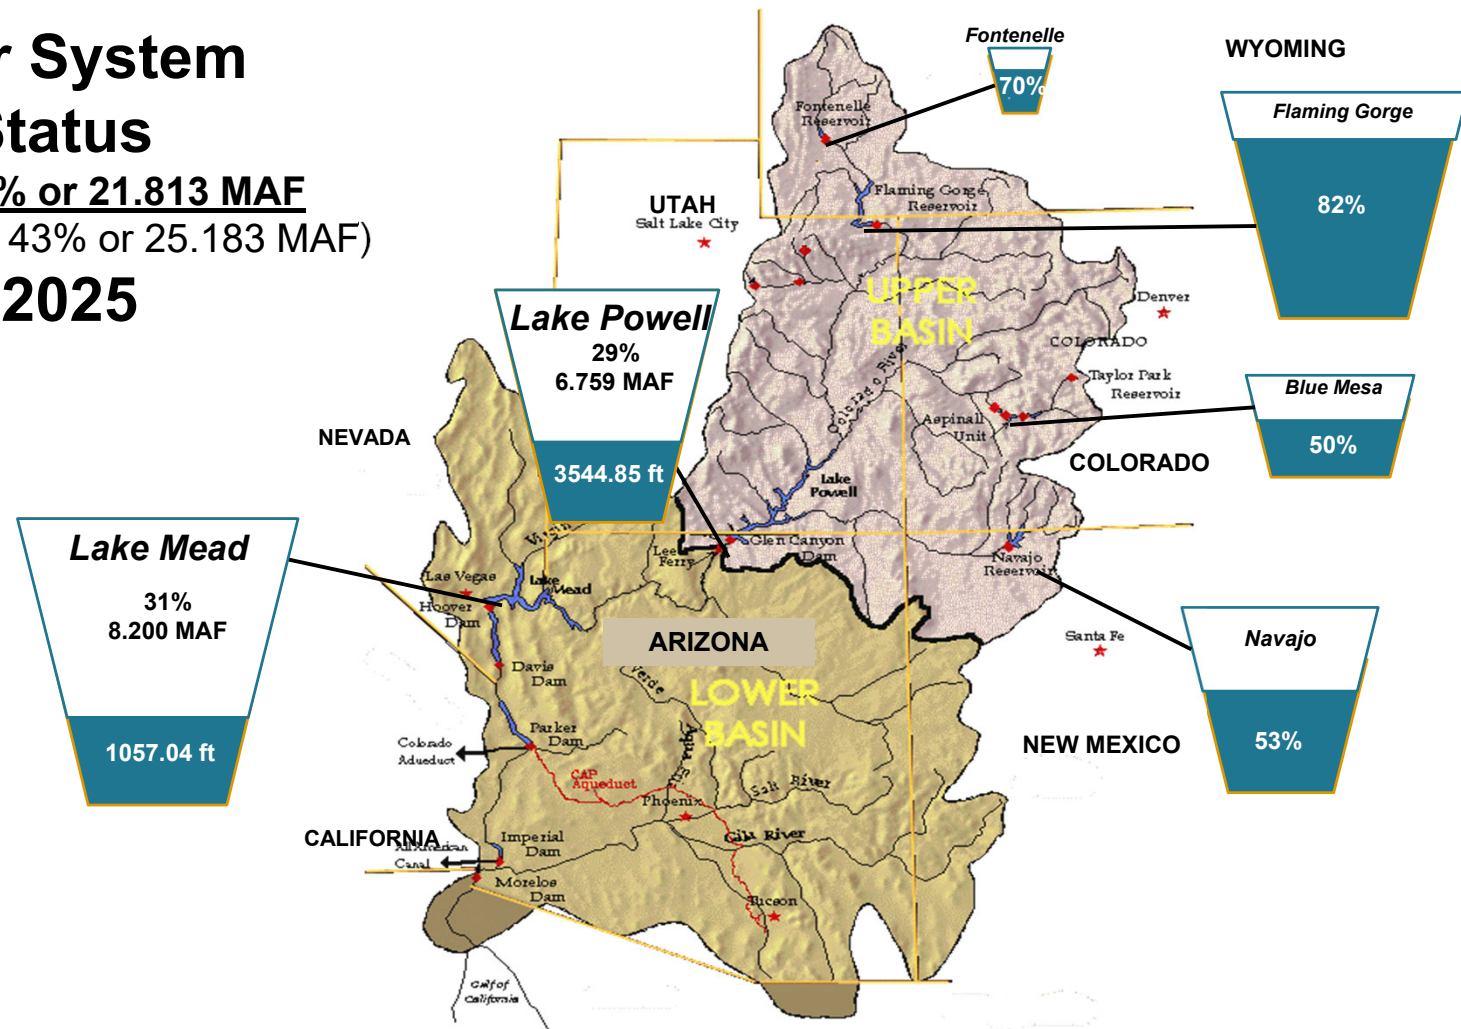 r System
Status
% or 21.813 MAF
43% or 25.183 MAF)
2025
Fontenelle
70%
WYOMING
Flaming Gorge
82%
Fontenelle
Reservoir
Flaming Gorge
Reservoir
UTAH
Salt Lake City
UPPER
BASIN
Denver
COLORADO
Taylor Park
Reservoir
Blue Mesa
50%
Colorado River
Aspinall
Unit
COLORADO
Lake Powell
29%
6.759 MAF
3544.85 ft
NEVADA
Lake
Powell
Glen Canyon
Dam
Lee
Ferry
Navajo
Reservoir
Virgin
Lake Mead
31%
8.200 MAF
1057.04 ft
Las Vegas
Lake
Mead
Hoover
Dam
ARIZONA
Santa Fe
Navajo
53%
Davis
Dam
Verde
LOWER
BASIN
NEW MEXICO
Parker
Dam
Colorado
Aqueduct
CAP
Aqueduct
Phoenix
Salt River
Gila River
CALIFORNIA
All American
Canal
Imperial
Dam
Morelos
Dam
Tucson
Gulf of
California